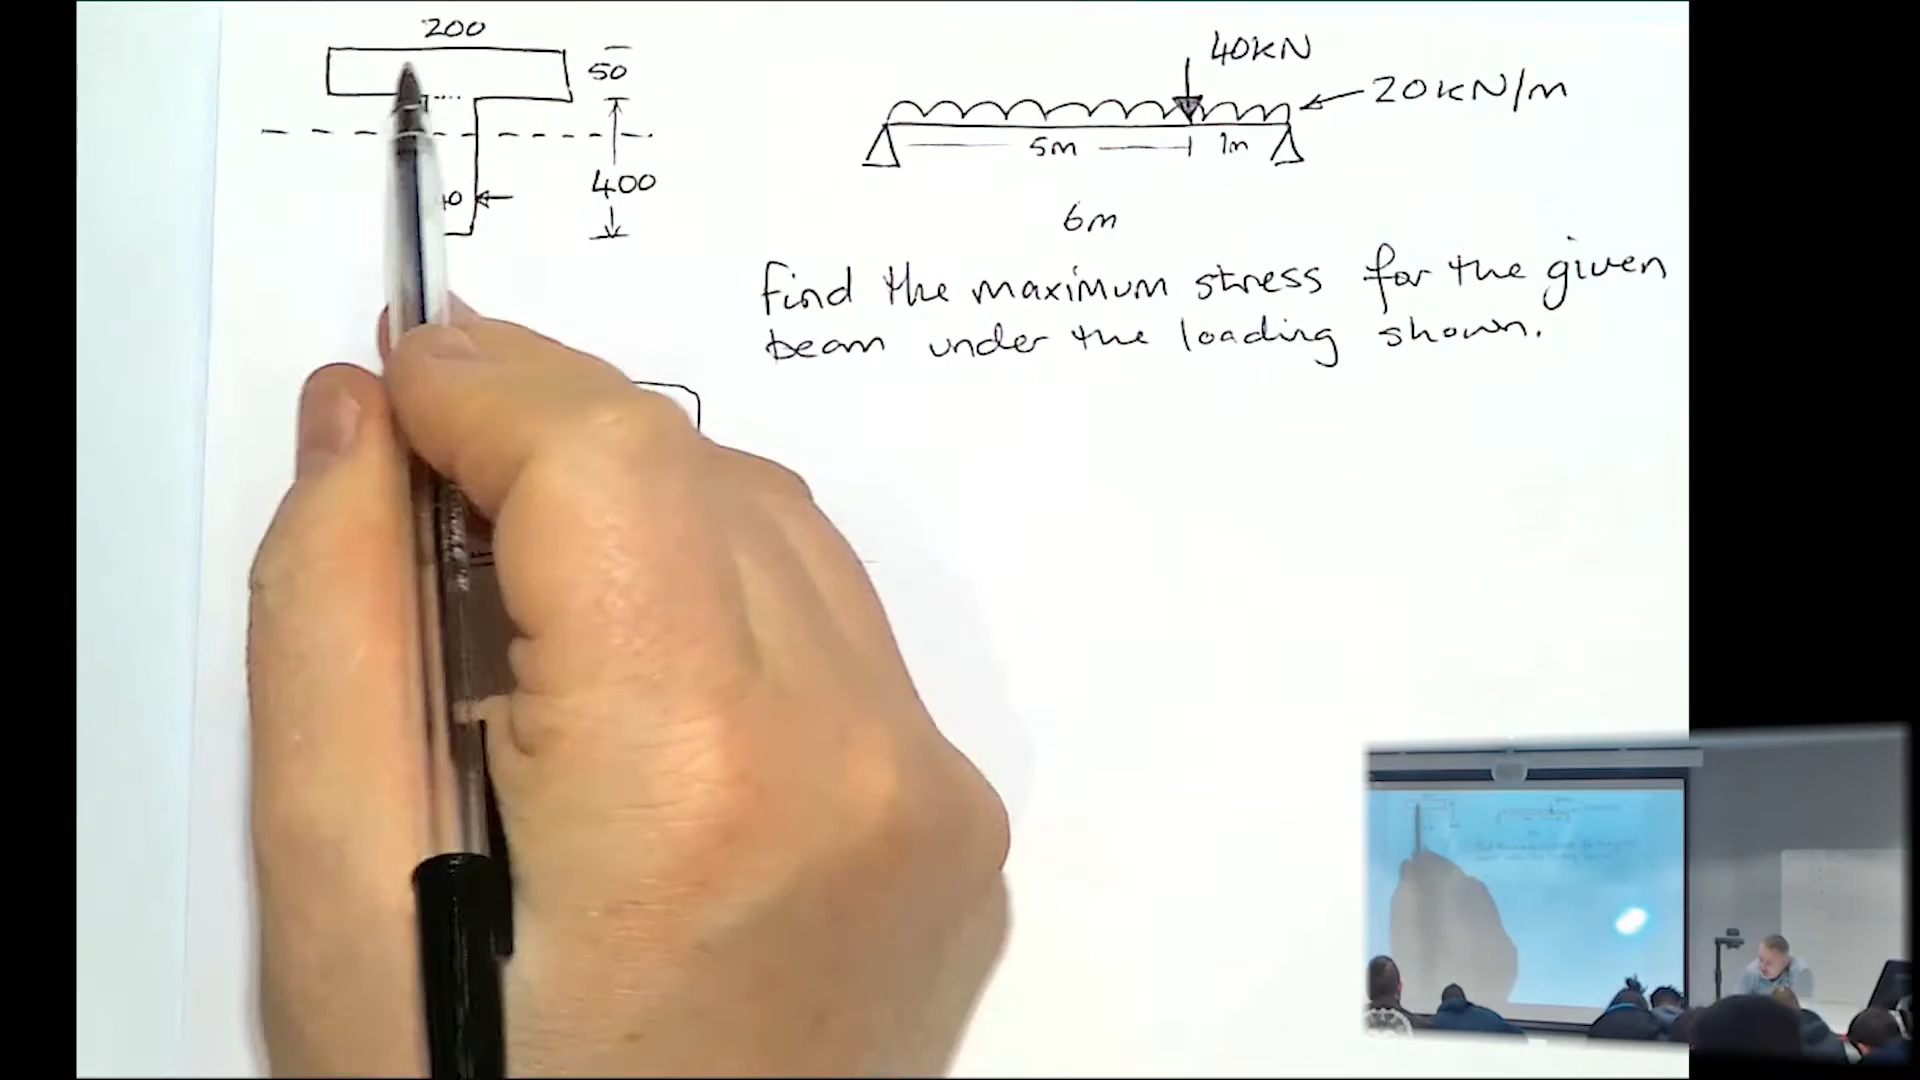 200
50
400
40kN
20kN/m
5m
1m
6m
find the maximum stress for the given
beam under the loading shown.